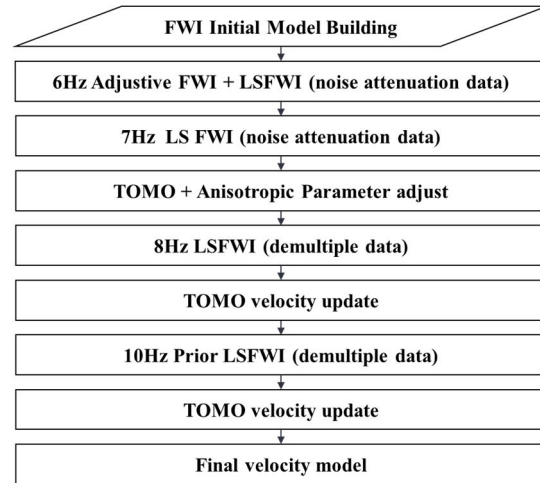 FWI Initial Model Building
6Hz Adjustive FWI + LSFWI (noise attenuation data)
7Hz LS FWI (noise attenuation data)
TOMO + Anisotropic Parameter adjust
8Hz LSFWI (demultiple data)
TOMO velocity update
10Hz Prior LSFWI (demultiple data)
TOMO velocity update
Final velocity model